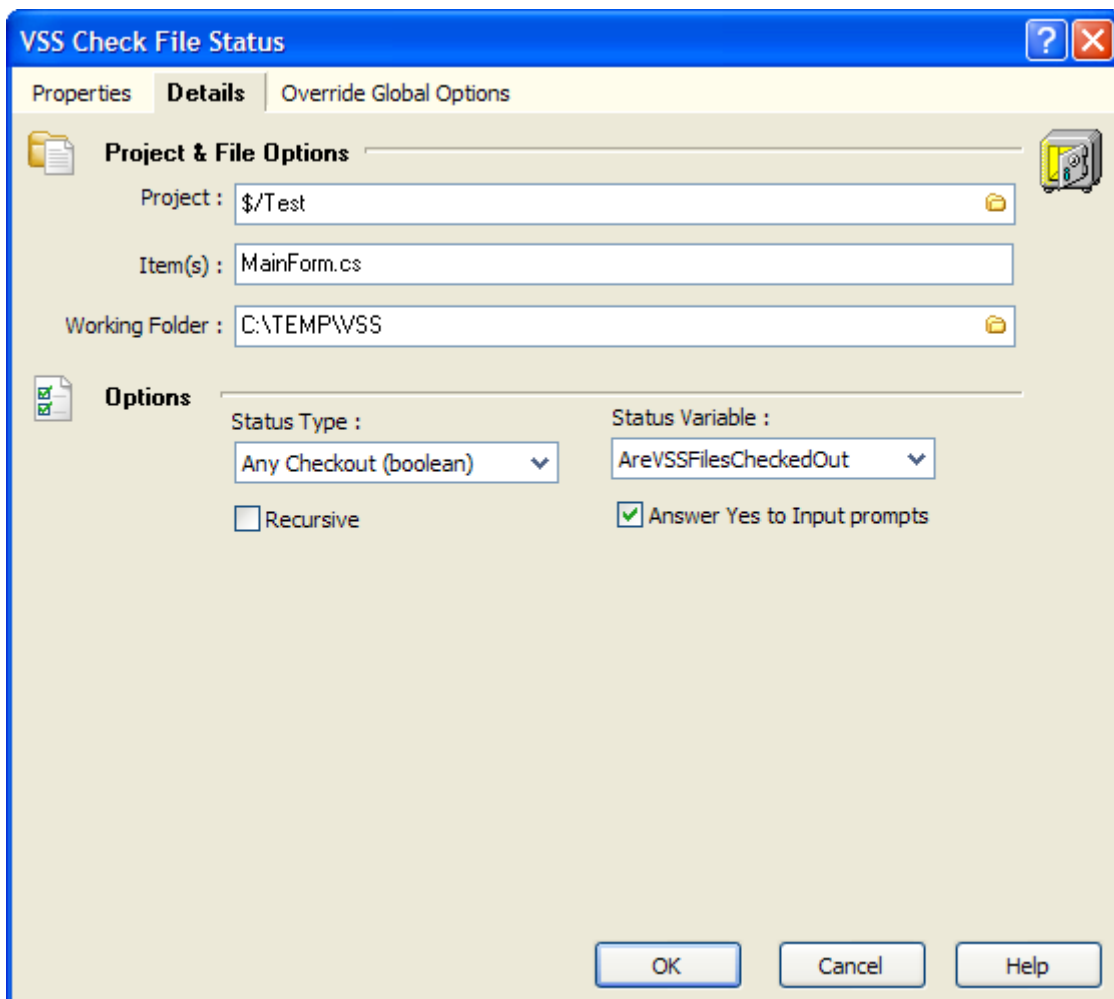 VSS Check File Status
Properties Details Override Global Options
Project & File Options
Project : $/Test
Item(s) : MainForm.cs
Working Folder : C:\TEMP\VSS
Options
Status Type : Status Variable :
Any Checkout (boolean) AreVSSFilesCheckedOut
Recursive Answer Yes to Input prompts
OK Cancel Help